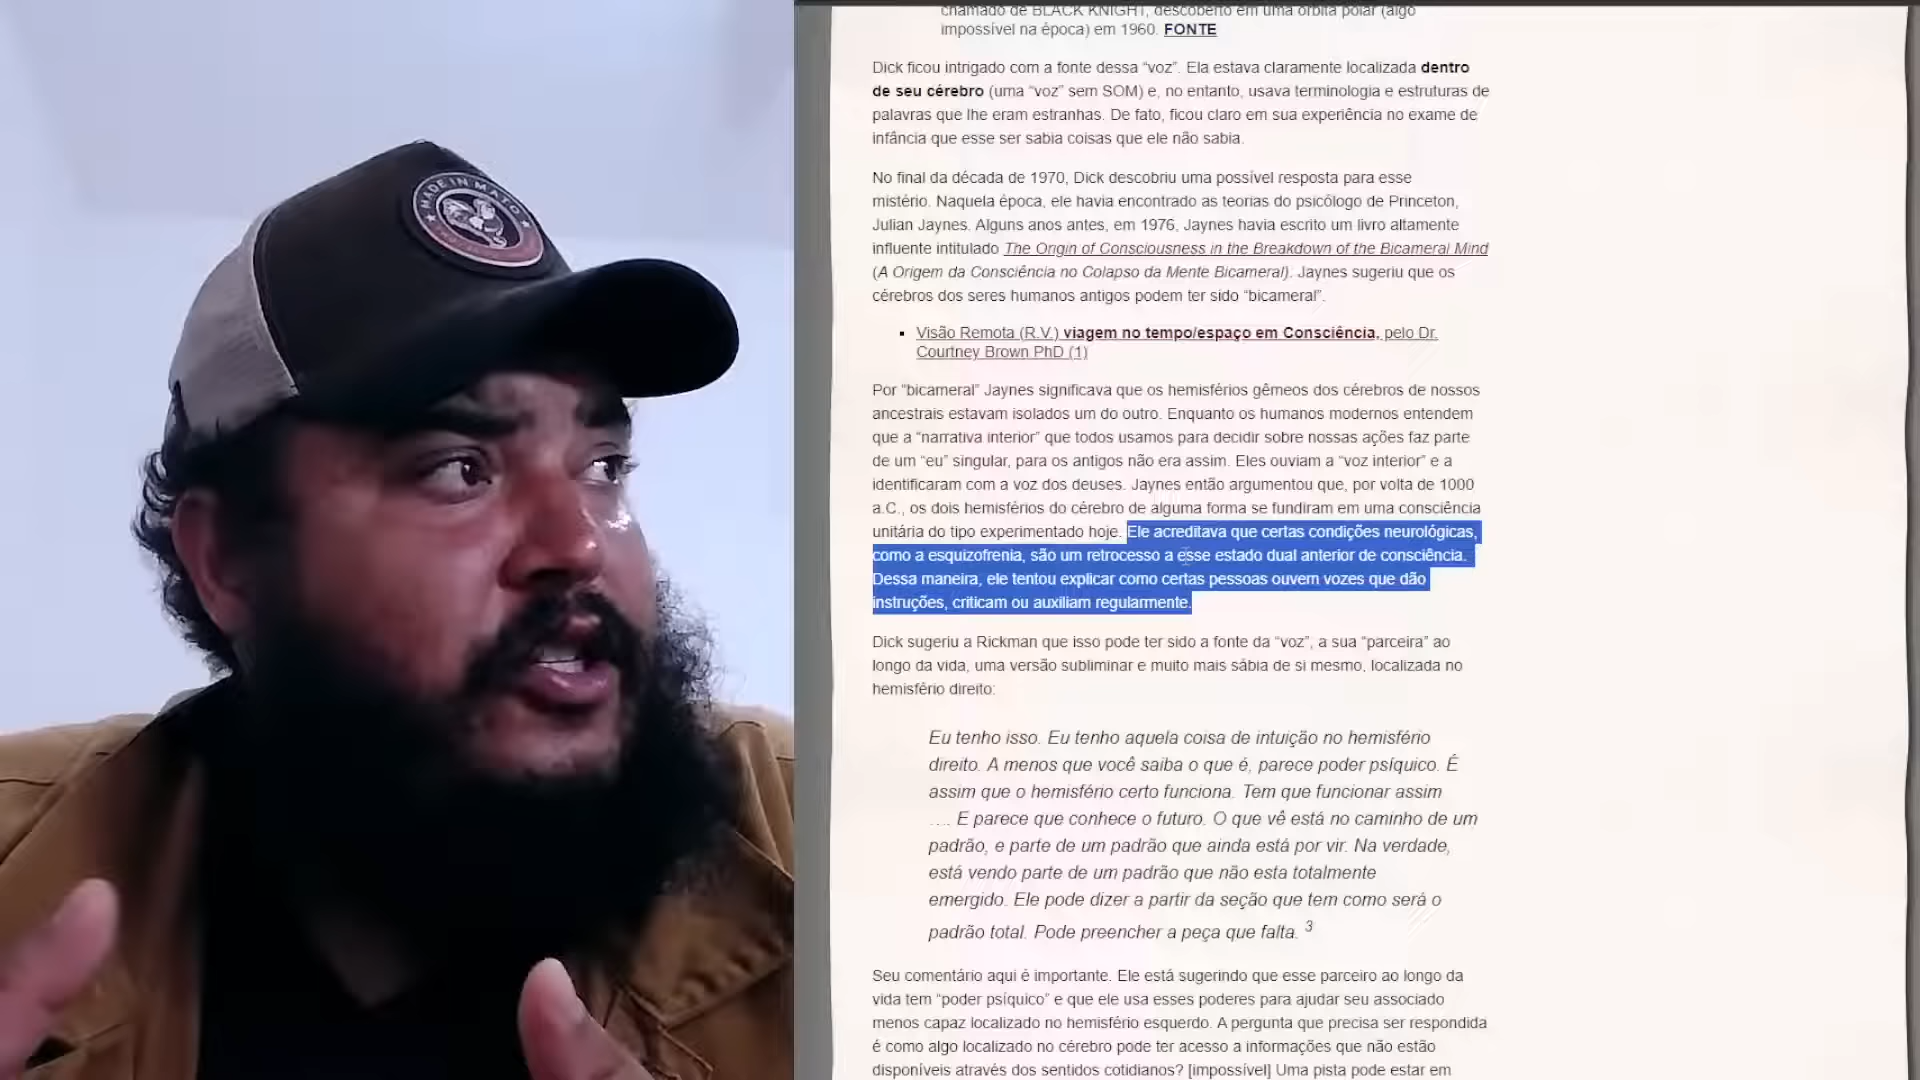 MADE IN MATO
chamado de BLACK KNIGHT, descoberto em uma órbita polar (algo
impossível na época) em 1960. FONTE
Dick ficou intrigado com a fonte dessa “voz”. Ela estava claramente localizada dentro
de seu cérebro (uma “voz” sem SOM) e, no entanto, usava terminologia e estruturas de
palavras que lhe eram estranhas. De fato, ficou claro em sua experiência no exame de
infância que esse ser sabia coisas que ele não sabia.
No final da década de 1970, Dick descobriu uma possível resposta para esse
mistério. Naquela época, ele havia encontrado as teorias do psicólogo de Princeton,
Julian Jaynes. Alguns anos antes, em 1976, Jaynes havia escrito um livro altamente
influente intitulado The Origin of Consciousness in the Breakdown of the Bicameral Mind
(A Origem da Consciência no Colapso da Mente Bicameral). Jaynes sugeriu que os
cérebros dos seres humanos antigos podem ter sido “bicameral”.
▪ Visão Remota (R.V.) viagem no tempo/espaço em Consciência, pelo Dr.
Courtney Brown PhD (1)
Por “bicameral” Jaynes significava que os hemisférios gêmeos dos cérebros de nossos
ancestrais estavam isolados um do outro. Enquanto os humanos modernos entendem
que a “narrativa interior” que todos usamos para decidir sobre nossas ações faz parte
de um “eu” singular, para os antigos não era assim. Eles ouviam a “voz interior” e a
identificaram com a voz dos deuses. Jaynes então argumentou que, por volta de 1000
a.C., os dois hemisférios do cérebro de alguma forma se fundiram em uma consciência
unitária do tipo experimentado hoje. Ele acreditava que certas condições neurológicas,
como a esquizofrenia, são um retrocesso a esse estado dual anterior de consciência.
Dessa maneira, ele tentou explicar como certas pessoas ouvem vozes que dão
instruções, criticam ou auxiliam regularmente.
Dick sugeriu a Rickman que isso pode ter sido a fonte da “voz”, a sua “parceira” ao
longo da vida, uma versão subliminar e muito mais sábia de si mesmo, localizada no
hemisfério direito:
Eu tenho isso. Eu tenho aquela coisa de intuição no hemisfério
direito. A menos que você saiba o que é, parece poder psíquico. É
assim que o hemisfério certo funciona. Tem que funcionar assim
…. E parece que conhece o futuro. O que vê está no caminho de um
padrão, e parte de um padrão que ainda está por vir. Na verdade,
está vendo parte de um padrão que não esta totalmente
emergido. Ele pode dizer a partir da seção que tem como será o
padrão total. Pode preencher a peça que falta. 3
Seu comentário aqui é importante. Ele está sugerindo que esse parceiro ao longo da
vida tem “poder psíquico” e que ele usa esses poderes para ajudar seu associado
menos capaz localizado no hemisfério esquerdo. A pergunta que precisa ser respondida
é como algo localizado no cérebro pode ter acesso a informações que não estão
disponíveis através dos sentidos cotidianos? [impossível] Uma pista pode estar em